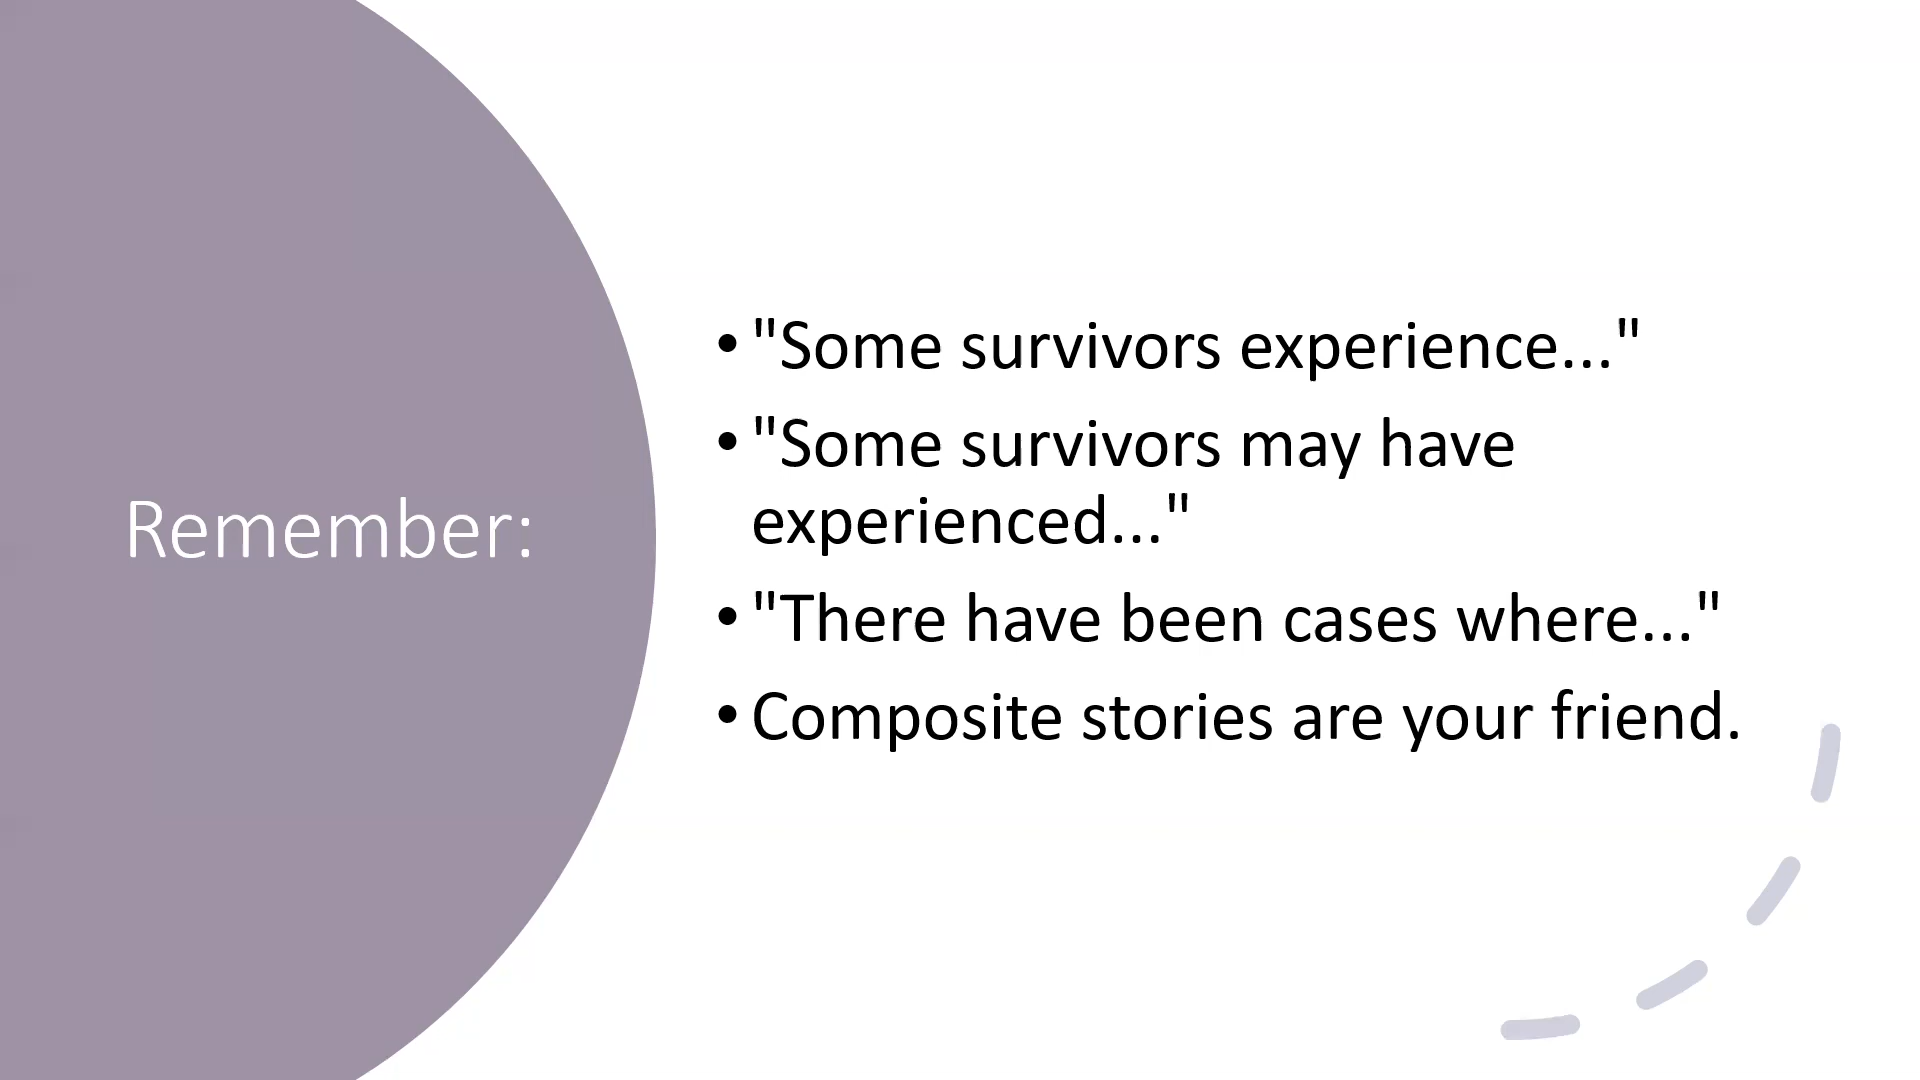 Remember:
• "Some survivors experience..."
• "Some survivors may have
experienced..."
• "There have been cases where..."
• Composite stories are your friend.